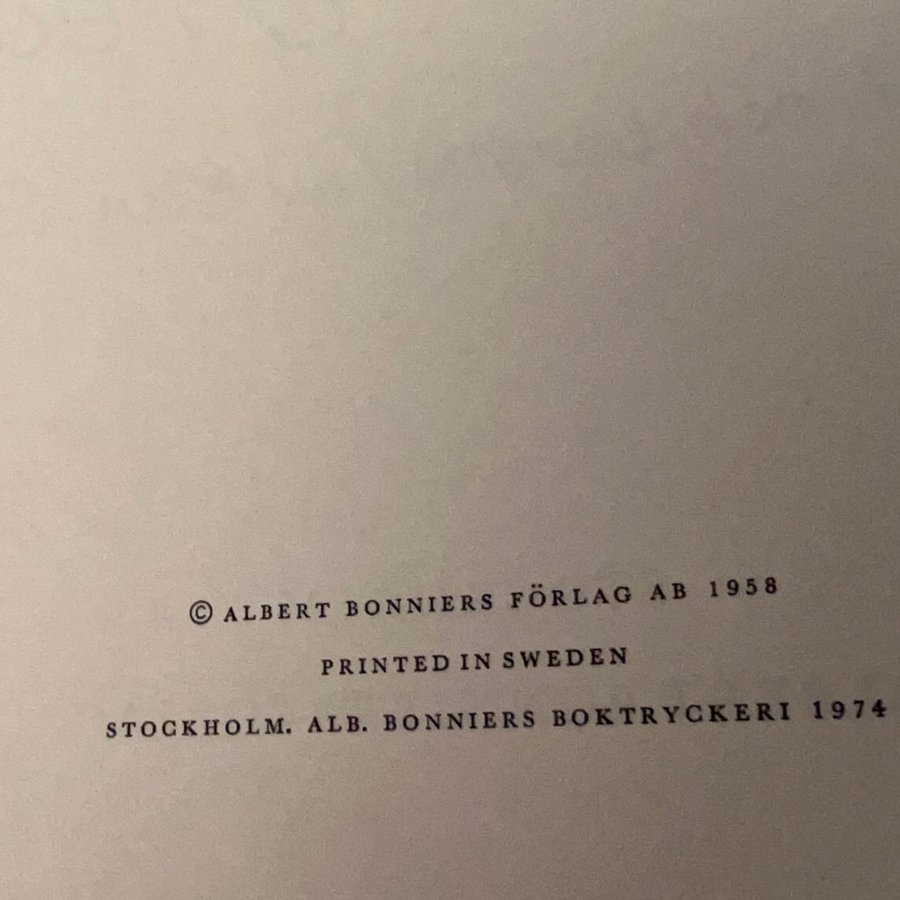 © ALBERT BONNIERS FÖRLAG AB 1958
PRINTED IN SWEDEN
STOCKHOLM. ALB. BONNIERS BOKTRYCKERI 1974